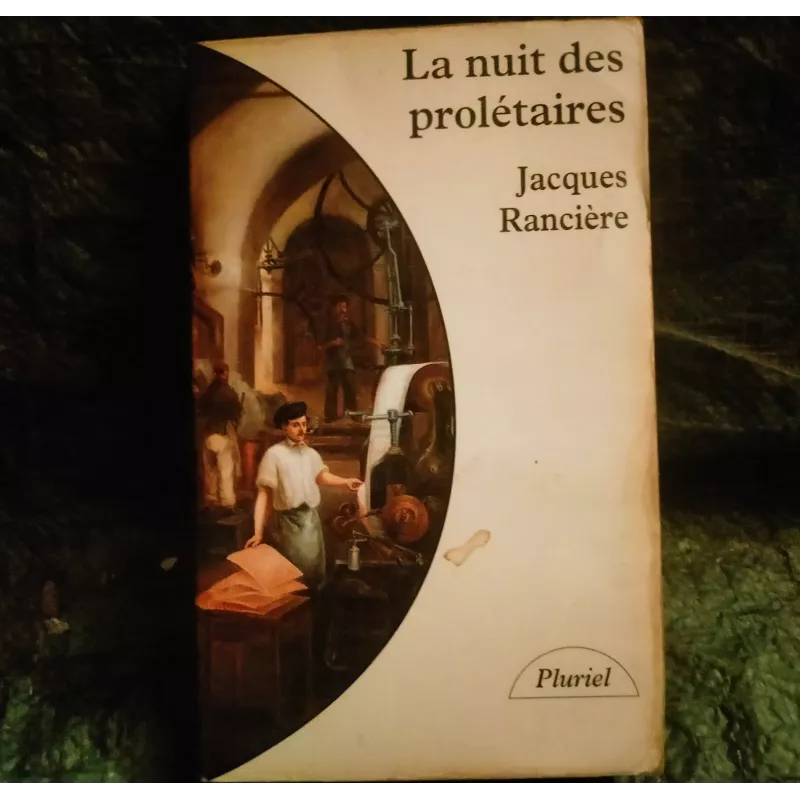 La nuit des
prolétaires
Jacques
Rancière
Pluriel